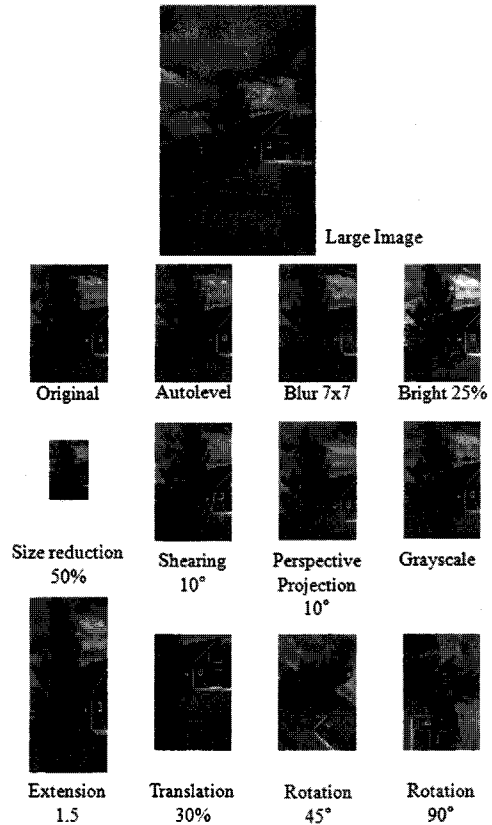 Large Image
Original
Autolevel
Blur 7x7
Bright 25%
Size reduction
50%
Shearing
10°
Perspective
Projection
10°
Grayscale
Extension
1.5
Translation
30%
Rotation
45°
Rotation
90°